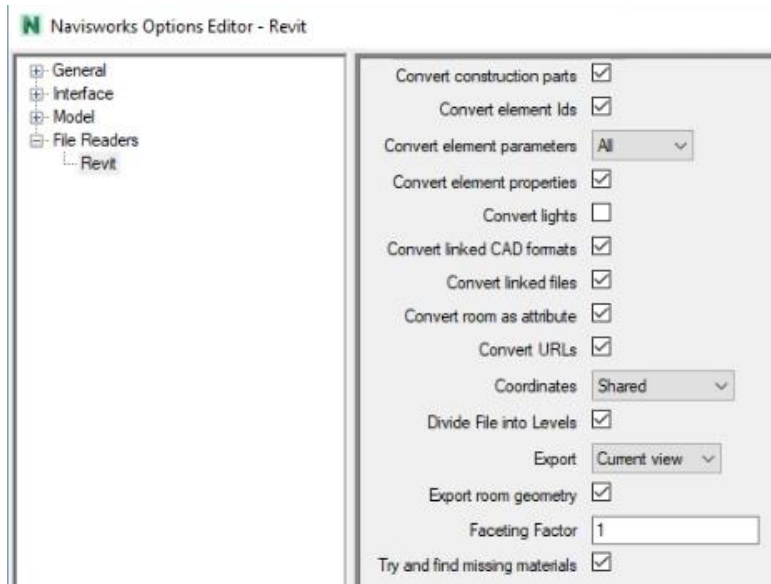 N Navisworks Options Editor - Revit
General
Interface
Model
File Readers
Revit
Convert construction parts
Convert element Ids
Convert element parameters All
Convert element properties
Convert lights
Convert linked CAD formats
Convert linked files
Convert room as attribute
Convert URLs
Coordinates Shared
Divide File into Levels
Export Current view
Export room geometry
Faceting Factor 1
Try and find missing materials